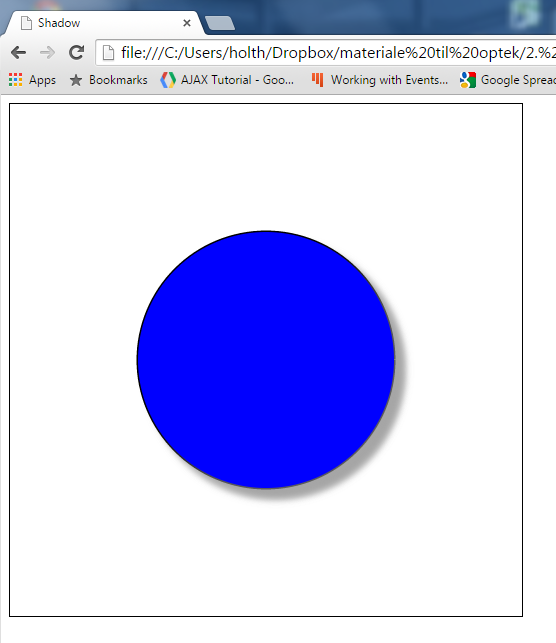 Shadow
file:///C:/Users/holth/Dropbox/materiale%20til%20optek/2.%2
Apps Bookmarks AJAX Tutorial - Goo... Working with Events... Google Sprea